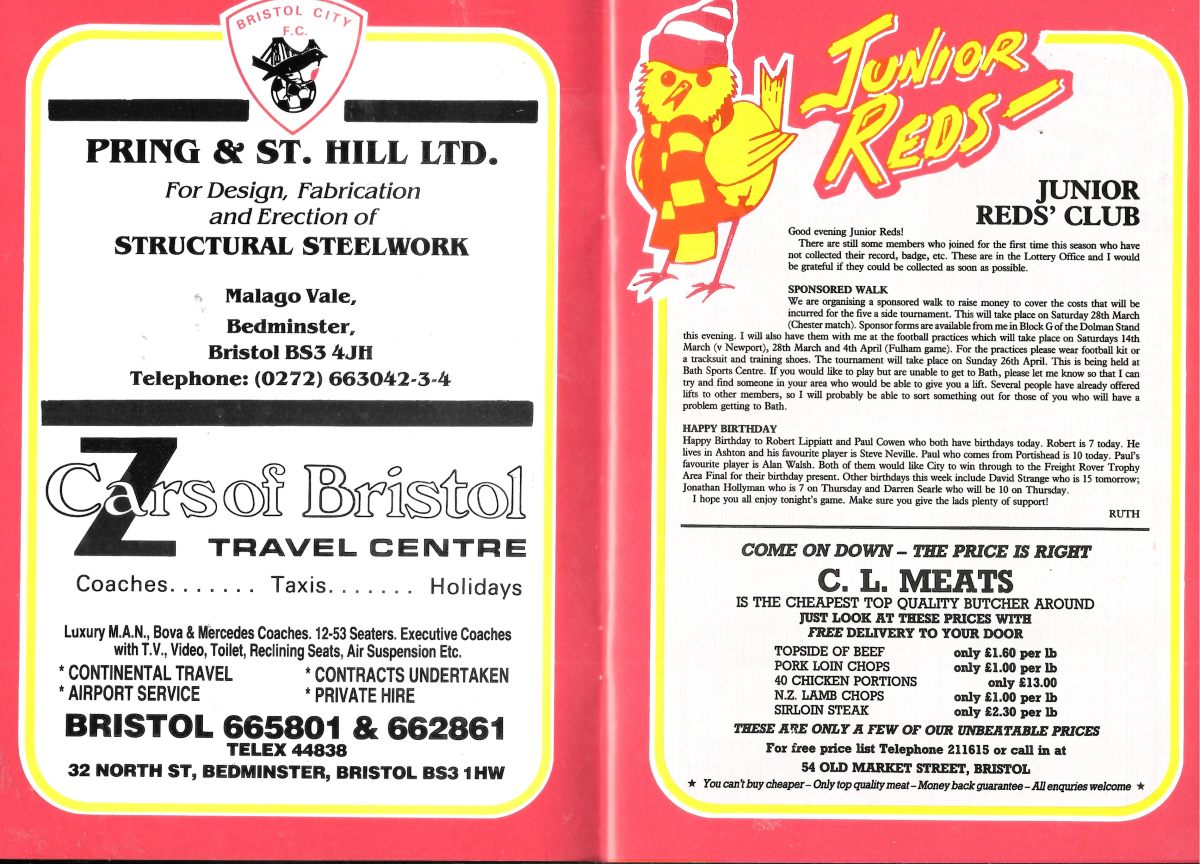 BRISTOL CITY
F.C.
PRING & ST. HILL LTD.
For Design, Fabrication
and Erection of
STRUCTURAL STEELWORK
Malago Vale,
Bedminster,
Bristol BS3 4JH
Telephone: (0272) 663042-3-4
Z Cars of Bristol
TRAVEL CENTRE
Coaches....... Taxis....... Holidays
Luxury M.A.N., Bova & Mercedes Coaches. 12-53 Seaters. Executive Coaches
with T.V., Video, Toilet, Reclining Seats, Air Suspension Etc.
* CONTINENTAL TRAVEL * CONTRACTS UNDERTAKEN
* AIRPORT SERVICE * PRIVATE HIRE
BRISTOL 665801 & 662861
TELEX 44838
32 NORTH ST, BEDMINSTER, BRISTOL BS3 1HW
JUNIOR
REDS
JUNIOR
REDS' CLUB
Good evening Junior Reds!
There are still some members who joined for the first time this season who have
not collected their record, badge, etc. These are in the Lottery Office and I would
be grateful if they could be collected as soon as possible.
SPONSORED WALK
We are organising a sponsored walk to raise money to cover the costs that will be
incurred for the five a side tournament. This will take place on Saturday 28th March
(Chester match). Sponsor forms are available from me in Block G of the Dolman Stand
this evening. I will also have them with me at the football practices which will take place on Saturdays 14th
March (v Newport), 28th March and 4th April (Fulham game). For the practices please wear football kit or
a tracksuit and training shoes. The tournament will take place on Sunday 26th April. This is being held at
Bath Sports Centre. If you would like to play but are unable to get to Bath, please let me know so that I can
try and find someone in your area who would be able to give you a lift. Several people have already offered
lifts to other members, so I will probably be able to sort something out for those of you who will have a
problem getting to Bath.
HAPPY BIRTHDAY
Happy Birthday to Robert Lippiatt and Paul Cowen who both have birthdays today. Robert is 7 today. He
lives in Ashton and his favourite player is Steve Neville. Paul who comes from Portishead is 10 today. Paul's
favourite player is Alan Walsh. Both of them would like City to win through to the Freight Rover Trophy
Area Final for their birthday present. Other birthdays this week include David Strange who is 15 tomorrow;
Jonathan Hollyman who is 7 on Thursday and Darren Searle who will be 10 on Thursday.
I hope you all enjoy tonight's game. Make sure you give the lads plenty of support!
RUTH
COME ON DOWN – THE PRICE IS RIGHT
C. L. MEATS
IS THE CHEAPEST TOP QUALITY BUTCHER AROUND
JUST LOOK AT THESE PRICES WITH
FREE DELIVERY TO YOUR DOOR
TOPSIDE OF BEEF only £1.60 per lb
PORK LOIN CHOPS only £1.00 per lb
40 CHICKEN PORTIONS only £13.00
N.Z. LAMB CHOPS only £1.00 per lb
SIRLOIN STEAK only £2.30 per lb
THESE ARE ONLY A FEW OF OUR UNBEATABLE PRICES
For free price list Telephone 211615 or call in at
54 OLD MARKET STREET, BRISTOL
★ You can't buy cheaper – Only top quality meat – Money back guarantee – All enquries welcome ★